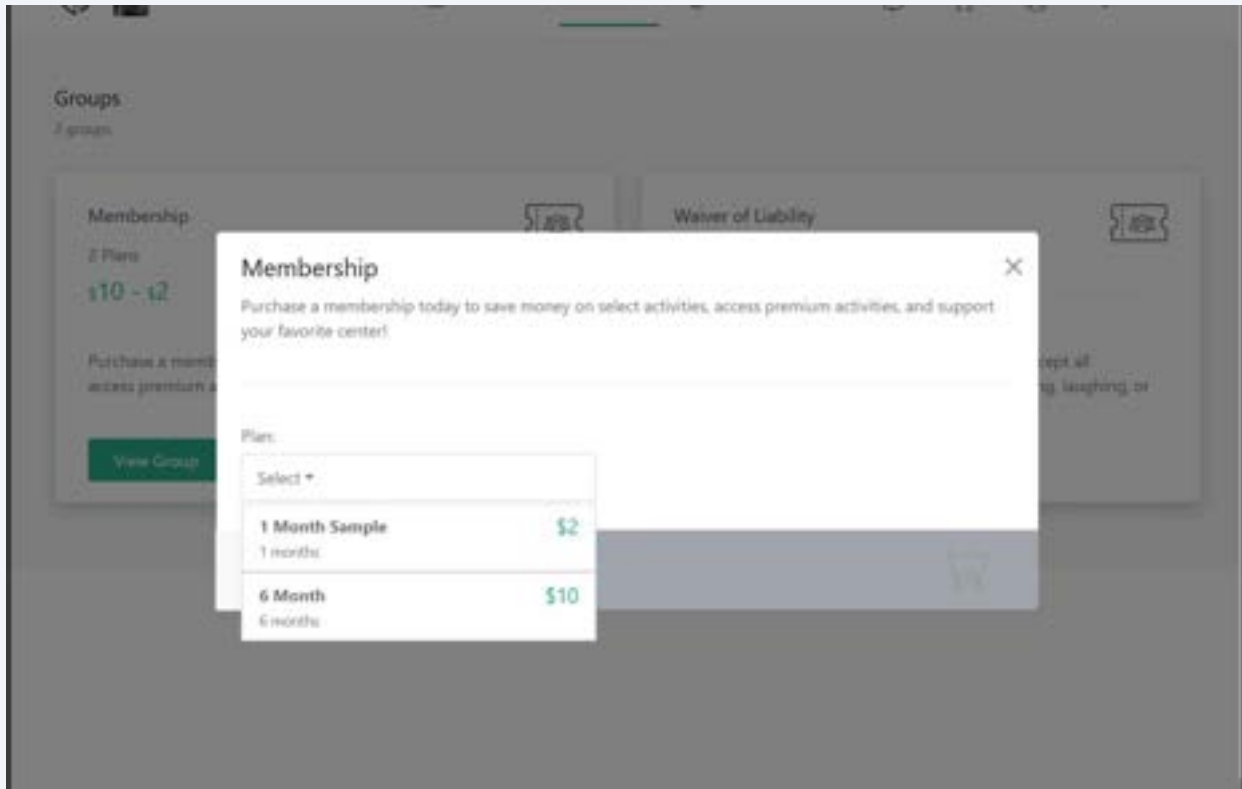 Groups
2 groups
Membership
2 Plans
$10 - $2
Purchase a memb
access premium a
View Group
Waiver of Liability
cept all
ng, laughing, or
Membership
Purchase a membership today to save money on select activities, access premium activities, and support
your favorite center!
Plan:
Select
1 Month Sample $2
1 months
6 Month $10
6 months